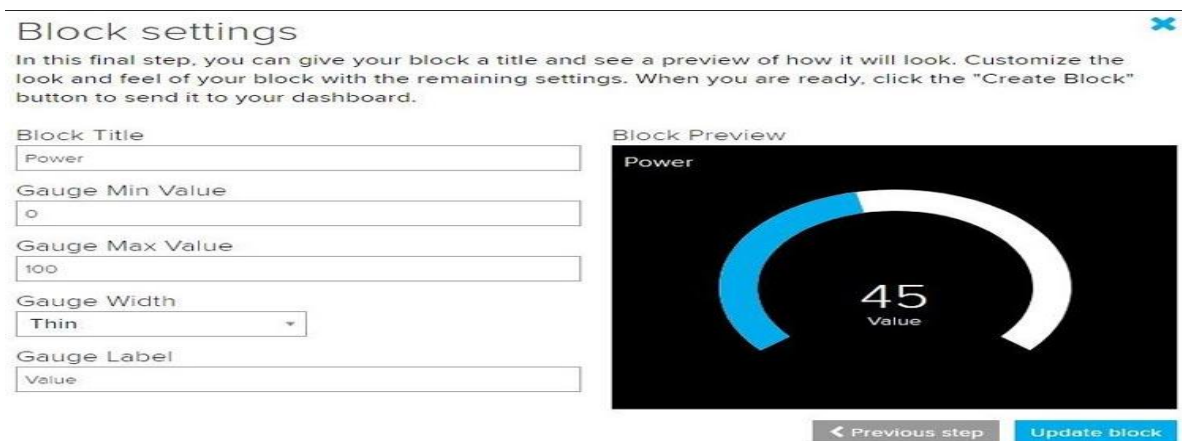 Block settings
In this final step, you can give your block a title and see a preview of how it will look. Customize the
look and feel of your block with the remaining settings. When you are ready, click the "Create Block"
button to send it to your dashboard.
Block Title
Power
Gauge Min Value
0
Gauge Max Value
100
Gauge Width
Thin
Gauge Label
Value
Block Preview
Power
45
Value
Previous step
Update block